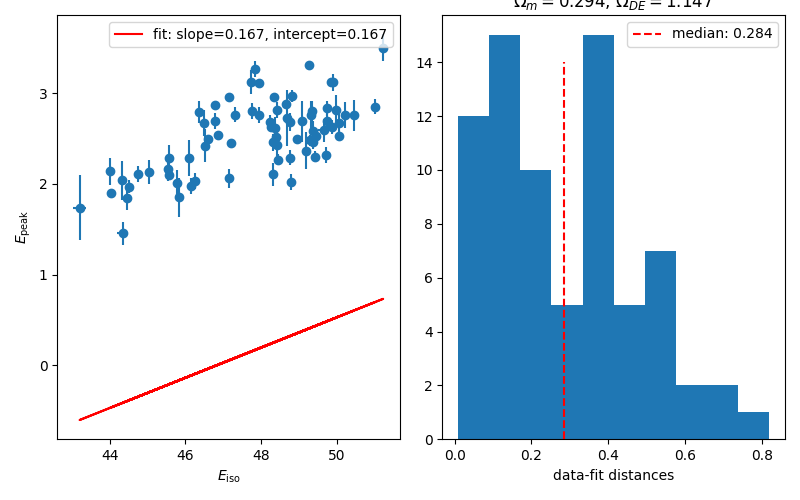 Ω_m = 0.294, Ω_DE = 1.147
fit: slope=0.167, intercept=0.167
median: 0.284
3
2
1
0
E_peak
44 46 48 50
E_iso
14
12
10
8
6
4
2
0
0.0 0.2 0.4 0.6 0.8
data-fit distances